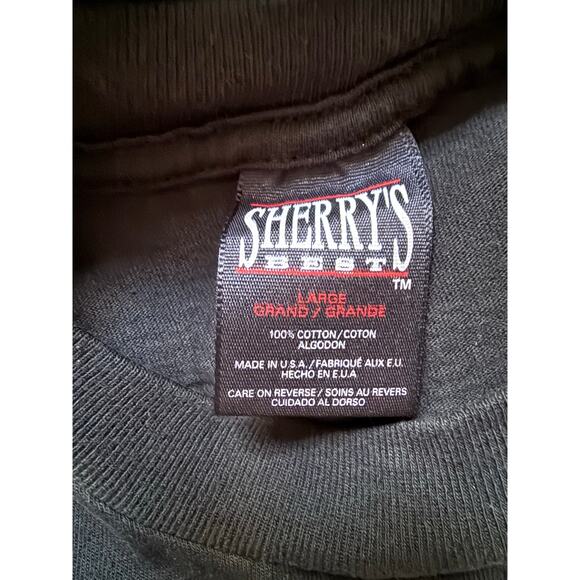 SHERRY'S
BEST
TM
LARGE
GRAND / GRANDE
100% COTTON/COTON
ALGODON
MADE IN U.S.A./FABRIQUÉ AUX E.U.
HECHO EN E.U.A
CARE ON REVERSE/SOINS AU REVERS
CUIDADO AL DORSO